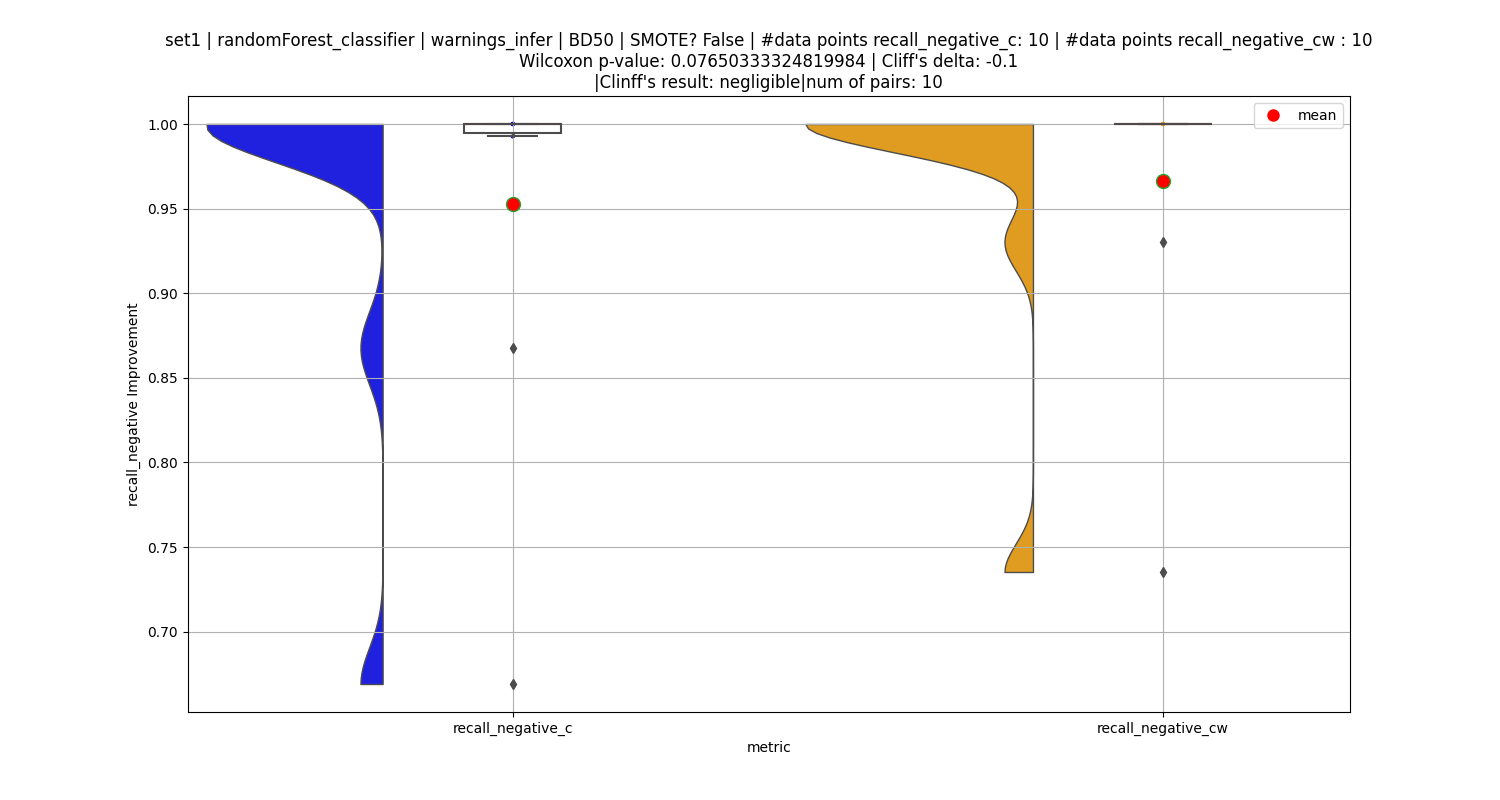 set1 | randomForest_classifier | warnings_infer | BD50 | SMOTE? False | #data points recall_negative_c: 10 | #data points recall_negative_cw : 10
Wilcoxon p-value: 0.07650333324819984 | Cliff's delta: -0.1
|Clinff's result: negligible|num of pairs: 10
mean
1.00
0.95
0.90
0.85
0.80
0.75
0.70
recall_negative Improvement
recall_negative_c
recall_negative_cw
metric